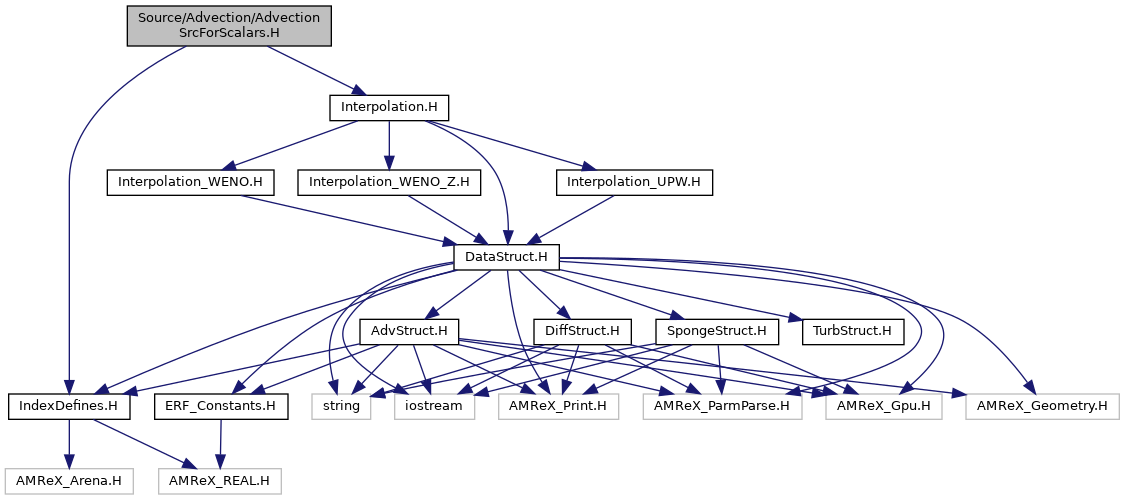 Source/Advection/Advection
SrcForScalars.H
Interpolation.H
Interpolation_WENO.H
Interpolation_WENO_Z.H
Interpolation_UPW.H
DataStruct.H
AdvStruct.H
DiffStruct.H
SpongeStruct.H
TurbStruct.H
IndexDefines.H
ERF_Constants.H
string
iostream
AMReX_Print.H
AMReX_ParmParse.H
AMReX_Gpu.H
AMReX_Geometry.H
AMReX_Arena.H
AMReX_REAL.H